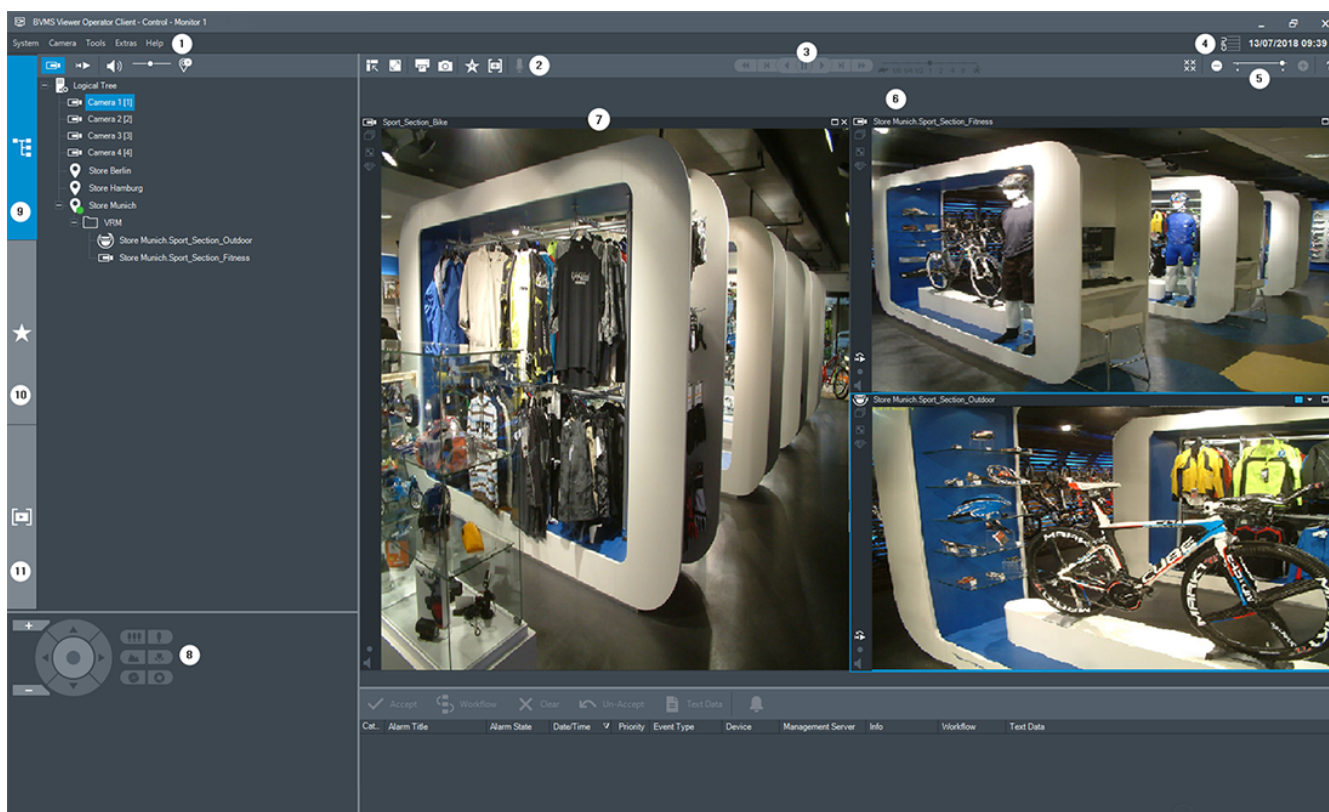 BVMS Viewer Operator Client - Control - Monitor 1
System Camera Tools Extras Help 1
4 13/07/2018 09:39
2
3
5
Logical Tree
Camera 1 [1]
Camera 2 [2]
Camera 3 [3]
Camera 4 [4]
Store Berlin
Store Hamburg
Store Munich
VRM
Store Munich.Sport_Section_Outdoor
Store Munich.Sport_Section_Fitness
9
10
11
8
6
Sport_Section_Bike 7
Store Munich.Sport_Section_Fitness
Store Munich.Sport_Section_Outdoor
CUBE
Accept Workflow Clear Un-Accept Text Data
Cat.. Alarm Title Alarm State Date/Time Priority Event Type Device Management Server Info Workflow Text Data